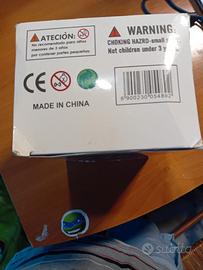 ATECIÓN:
No recomendado para niños
menores de 3 años
por contener partes pequeñas
WARNING:
CHOKING HAZRD-small
Not children under 3 y
MADE IN CHINA
6900230054892
subito